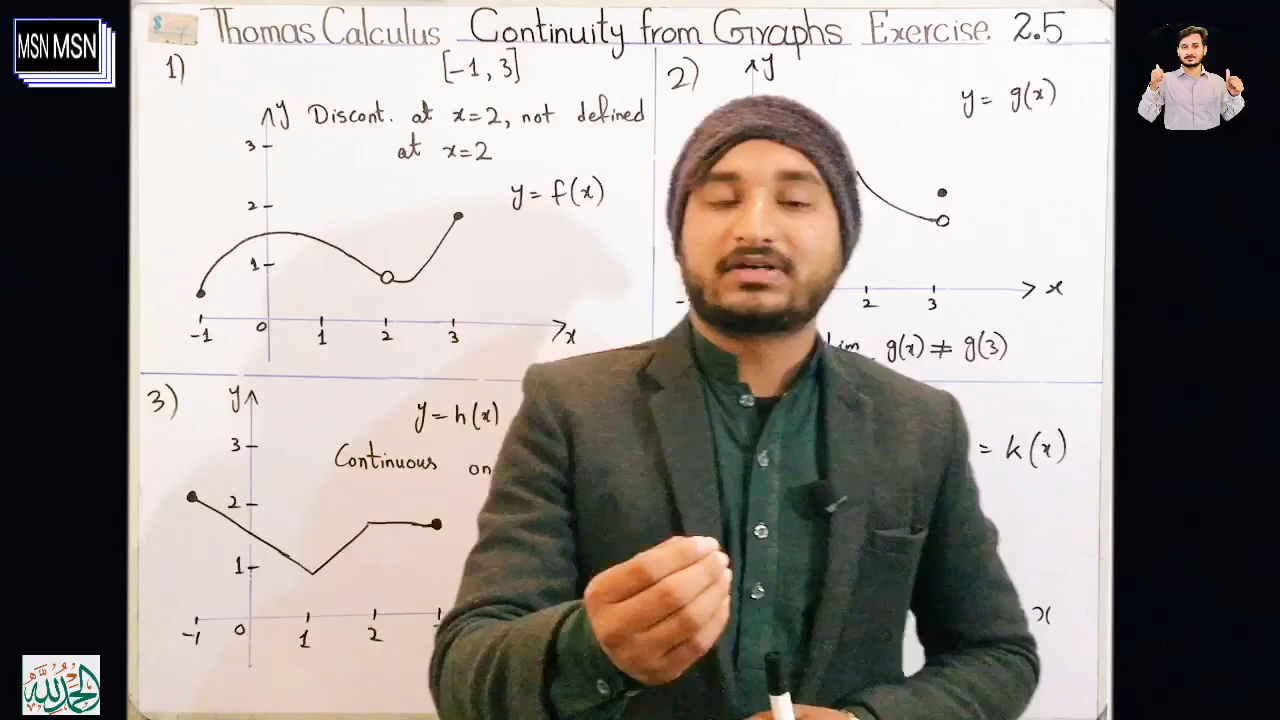 MSN MSN
Thomas Calculus Continuity from Graphs Exercise 2.5
1)
[-1, 3]
y Discont. at x=2, not defined
at x=2
y = f(x)
3
2
1
-1 0 1 2 3 x
2)
y
y = g(x)
2 3 x
g(x) ≠ g(3)
3)
y
y = h(x)
Continuous on
3
2
1
-1 0 1 2
= k(x)
x
الحمد لله